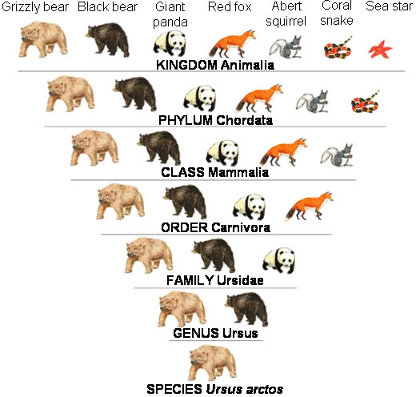 Grizzly bear Black bear Giant panda Red fox Abert squirrel Coral snake Sea star
KINGDOM Animalia
PHYLUM Chordata
CLASS Mammalia
ORDER Carnivora
FAMILY Ursidae
GENUS Ursus
SPECIES Ursus arctos